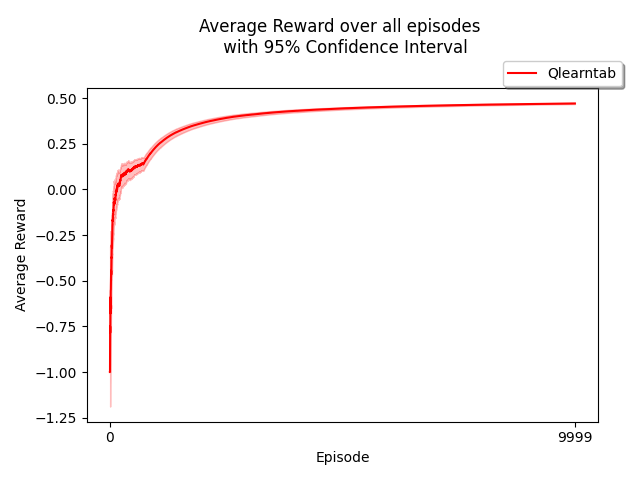 Average Reward over all episodes
with 95% Confidence Interval
Qlearntab
0.50
0.25
0.00
−0.25
−0.50
−0.75
−1.00
−1.25
Average Reward
0
9999
Episode